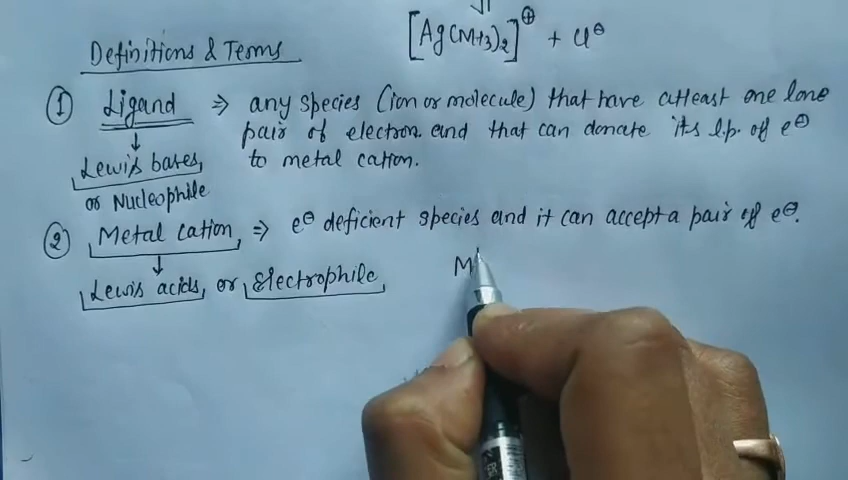 [Ag(NH3)2]⊕ + Cl⊖
Definitions & Terms
① Ligand ⇒ any species (ion or molecule) that have atleast one lone
pair of electron and that can donate its l.p. of e⊖
to metal cation.
↓
Lewis bases,
or Nucleophile
② Metal cation, ⇒ e⊖ deficient species and it can accept a pair of e⊖.
↓
Lewis acids, or Electrophile
M